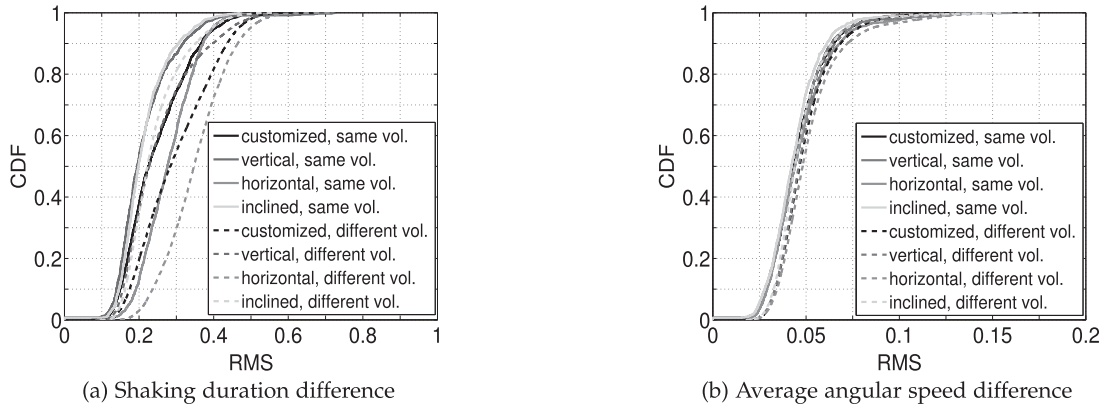 1
0.8
0.6
0.4
0.2
0
CDF
customized, same vol.
vertical, same vol.
horizontal, same vol.
inclined, same vol.
customized, different vol.
vertical, different vol.
horizontal, different vol.
inclined, different vol.
0 0.2 0.4 0.6 0.8 1
RMS
(a) Shaking duration difference
1
0.8
0.6
0.4
0.2
0
CDF
customized, same vol.
vertical, same vol.
horizontal, same vol.
inclined, same vol.
customized, different vol.
vertical, different vol.
horizontal, different vol.
inclined, different vol.
0 0.05 0.1 0.15 0.2
RMS
(b) Average angular speed difference